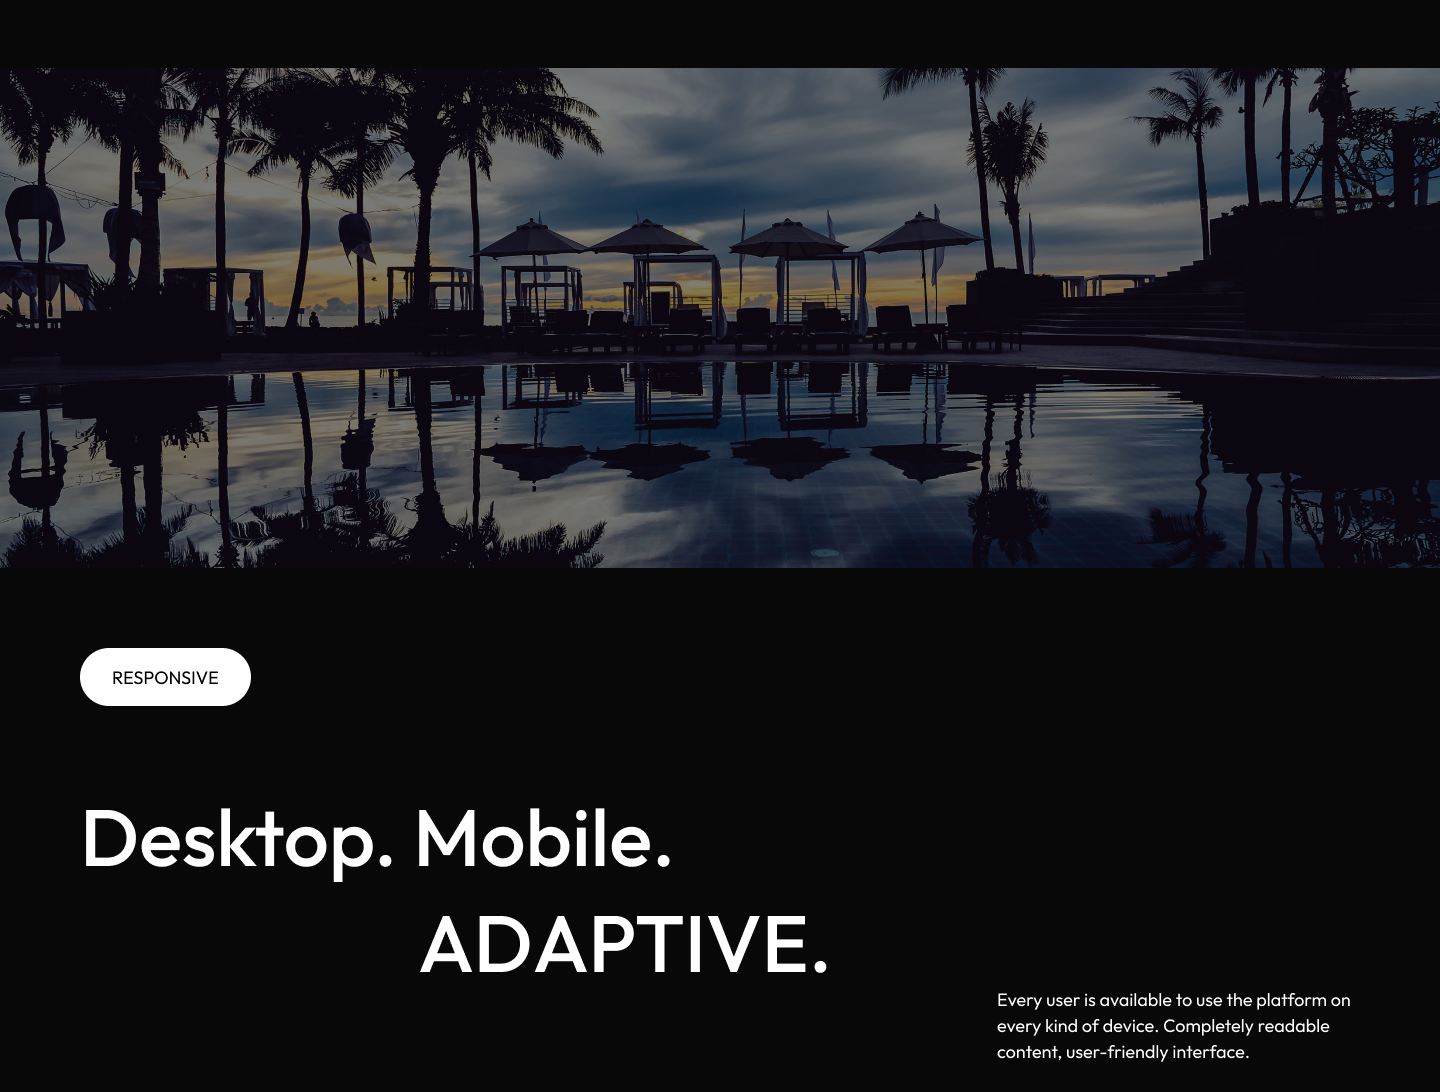 RESPONSIVE
Desktop. Mobile.
ADAPTIVE.
Every user is available to use the platform on
every kind of device. Completely readable
content, user-friendly interface.